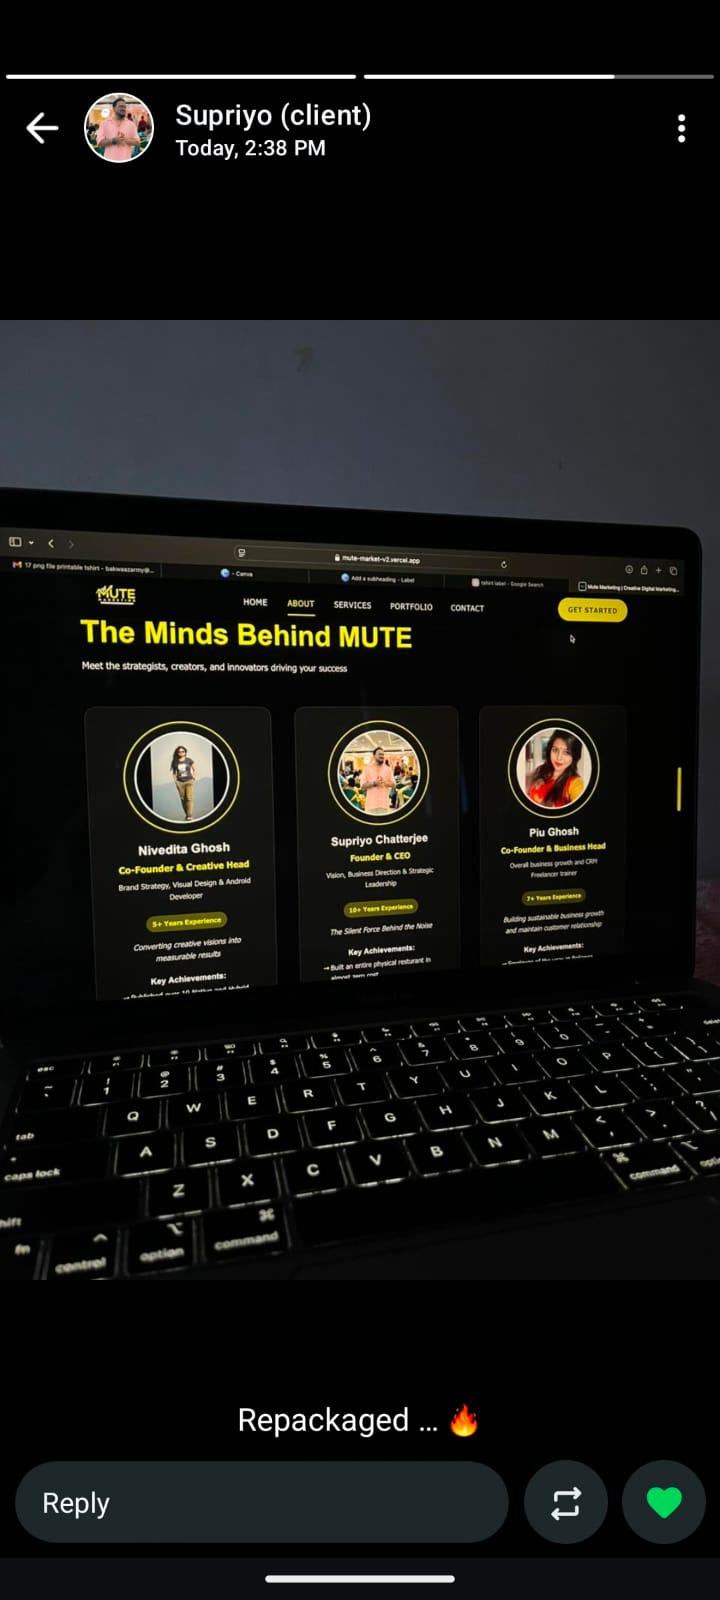 Supriyo (client)
Today, 2:38 PM
mute-market-v2.vercel.app
17 png file printable tshirt - bakwaazarmy@...
- Canva
Add a subheading - Label
tshirt label - Google Search
Mute Marketing | Creative Digital Marketing...
MUTE
HOME ABOUT SERVICES PORTFOLIO CONTACT
GET STARTED
The Minds Behind MUTE
Meet the strategists, creators, and innovators driving your success
Nivedita Ghosh
Co-Founder & Creative Head
Brand Strategy, Visual Design & Android
Developer
5+ Years Experience
Converting creative visions into
measurable results
Key Achievements:
Supriyo Chatterjee
Founder & CEO
Vision, Business Direction & Strategic
Leadership
10+ Years Experience
The Silent Force Behind the Noise
Key Achievements:
→ Built an entire physical resturant in
almost zero cost
Piu Ghosh
Co-Founder & Business Head
Overall business growth and CRM
Freelancer trainer
7+ Years Experience
Building sustainable business growth
and maintain customer relationship
Key Achievements:
esc
~ ! 1 @ 2 # 3 $ 4 % 5 ^ 6 & 7 * 8 ( 9 ) 0
tab Q W E R T Y U I O P
caps lock A S D F G H J K L
Z X C V B N M
fn control option command command
Repackaged ... 🔥
Reply